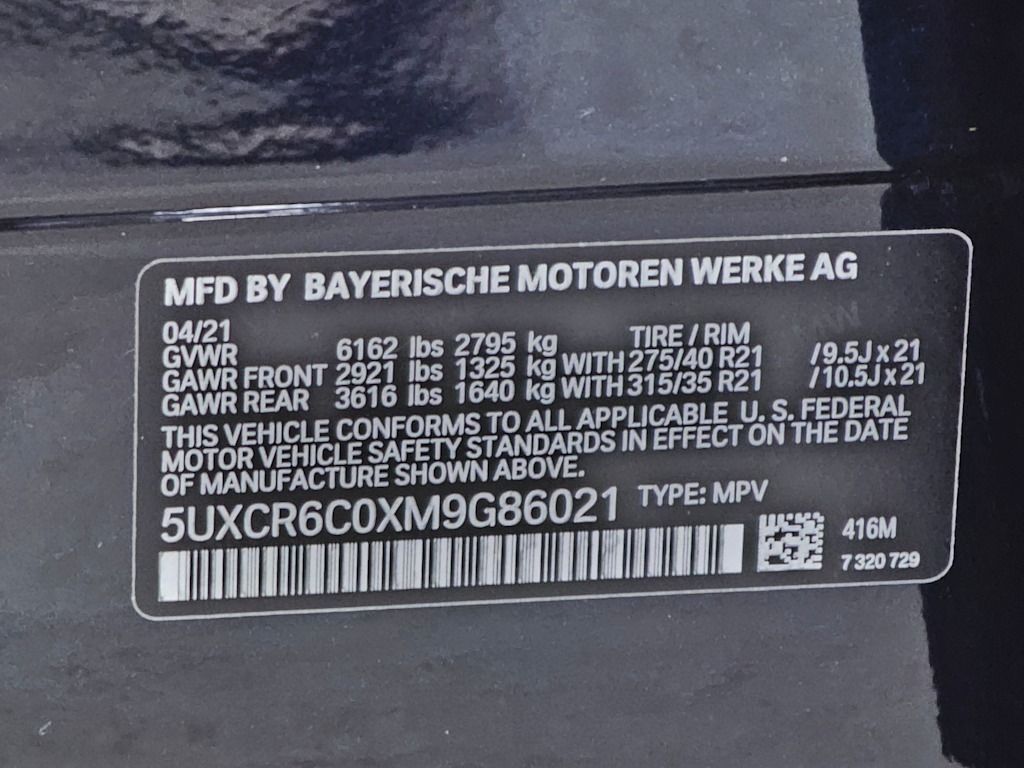 MFD BY BAYERISCHE MOTOREN WERKE AG
04/21 TIRE / RIM
GVWR 6162 lbs 2795 kg
GAWR FRONT 2921 lbs 1325 kg WITH 275/40 R21 /9.5J x 21
GAWR REAR 3616 lbs 1640 kg WITH 315/35 R21 /10.5J x 21
THIS VEHICLE CONFORMS TO ALL APPLICABLE U. S. FEDERAL
MOTOR VEHICLE SAFETY STANDARDS IN EFFECT ON THE DATE
OF MANUFACTURE SHOWN ABOVE.
5UXCR6C0XM9G86021 TYPE: MPV
416M
7 320 729